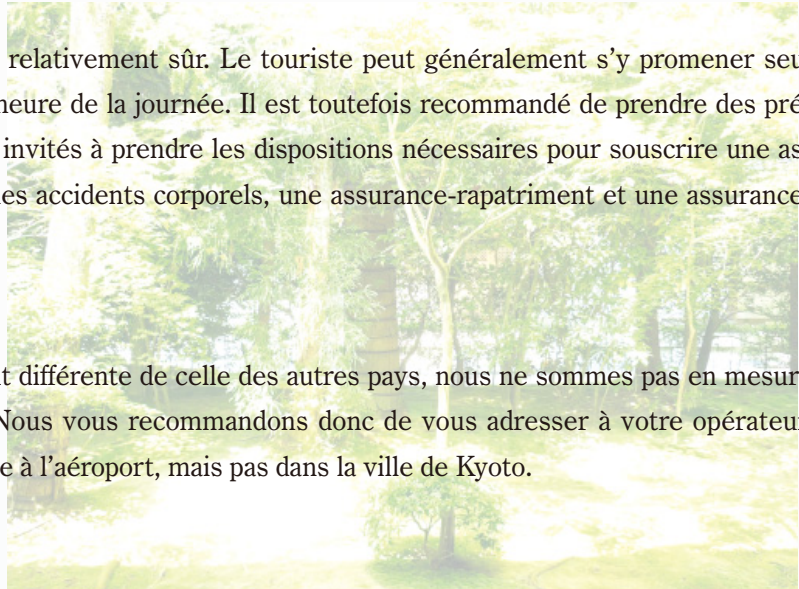 relativement sûr. Le touriste peut généralement s’y promener seu
heure de la journée. Il est toutefois recommandé de prendre des pré
invités à prendre les dispositions nécessaires pour souscrire une as
les accidents corporels, une assurance-rapatriment et une assurance
t différente de celle des autres pays, nous ne sommes pas en mesur
Nous vous recommandons donc de vous adresser à votre opérateur
e à l’aéroport, mais pas dans la ville de Kyoto.